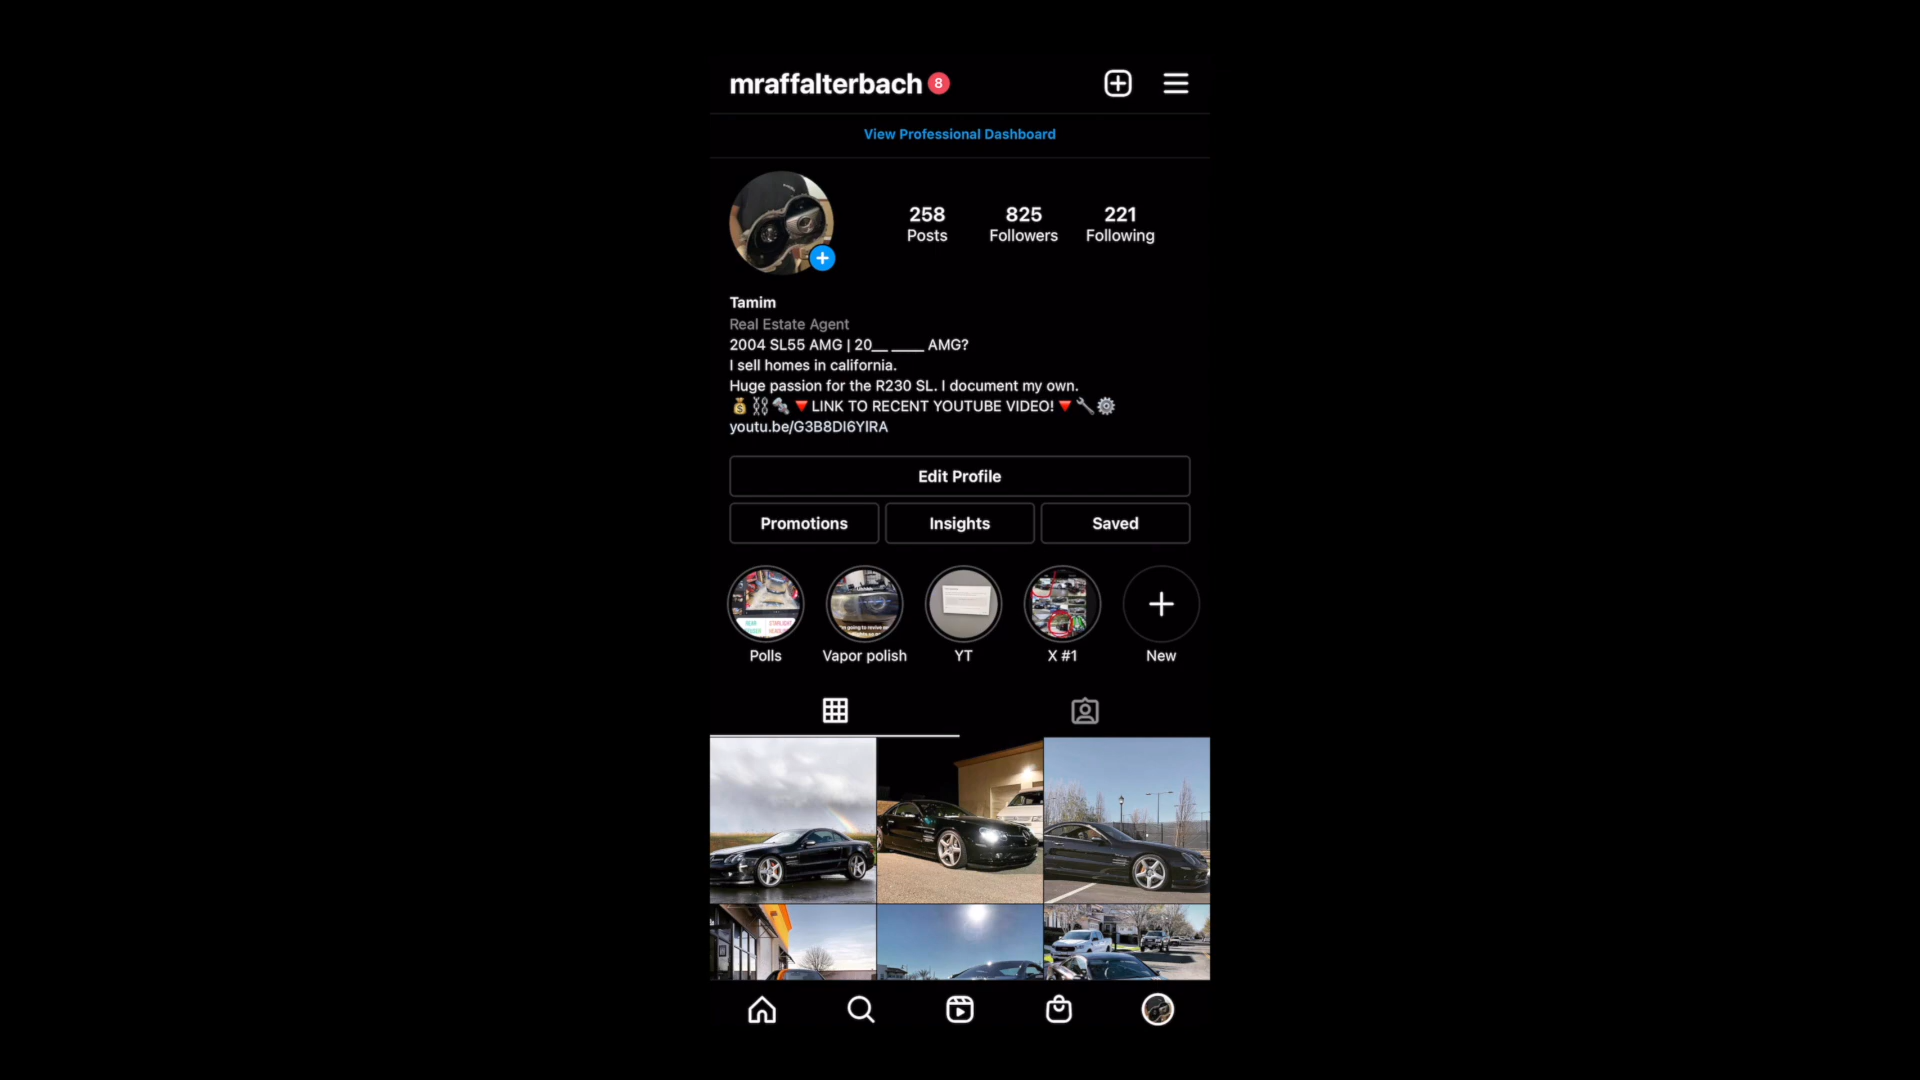 mraffalterbach 8
View Professional Dashboard
258 825 221
Posts Followers Following
Tamim
Real Estate Agent
2004 SL55 AMG | 20__ ____ AMG?
I sell homes in california.
Huge passion for the R230 SL. I document my own.
💰⛓️🔩🔻LINK TO RECENT YOUTUBE VIDEO!🔻🔧⚙️
youtu.be/G3B8DI6YIRA
Edit Profile
Promotions Insights Saved
Polls Vapor polish YT X #1 New